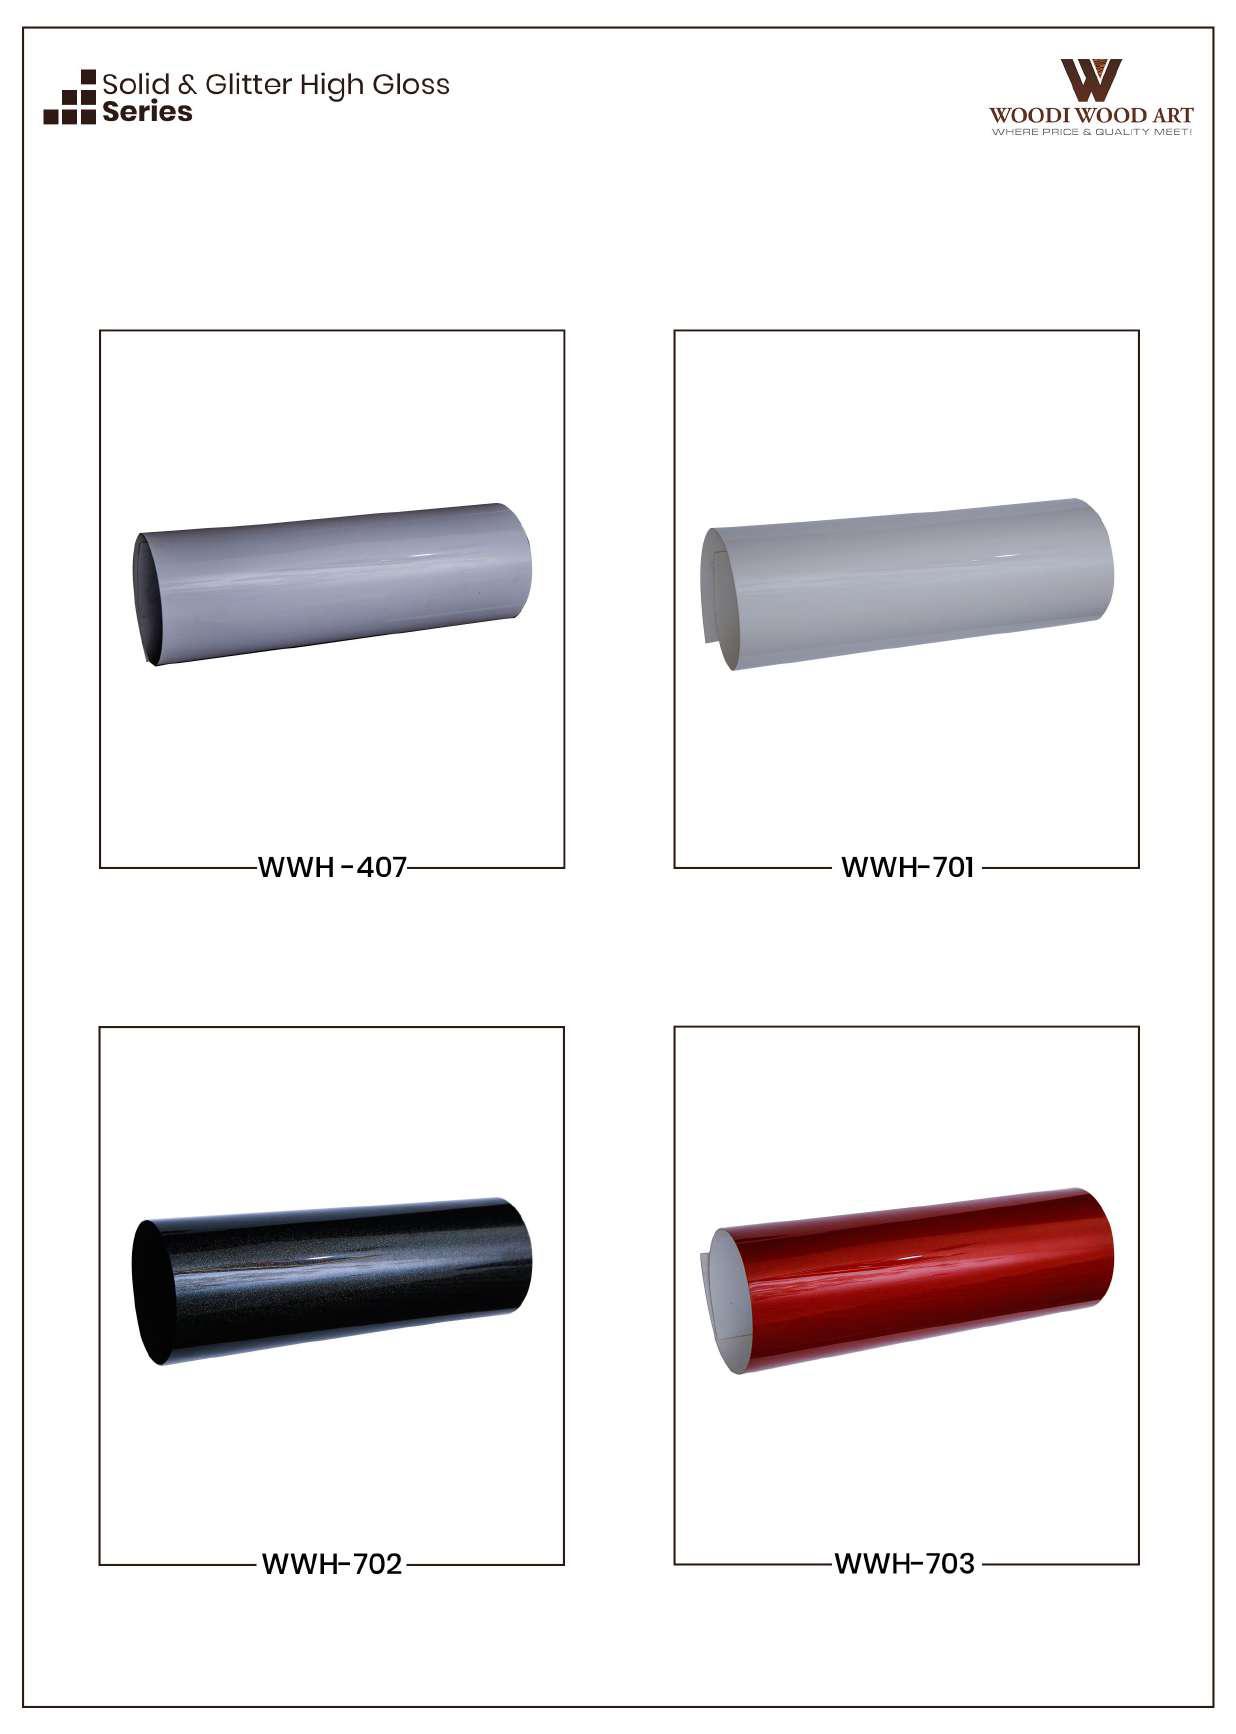 Solid & Glitter High Gloss
Series
WOODI WOOD ART
WHERE PRICE & QUALITY MEET!
WWH -407
WWH-701
WWH-702
WWH-703